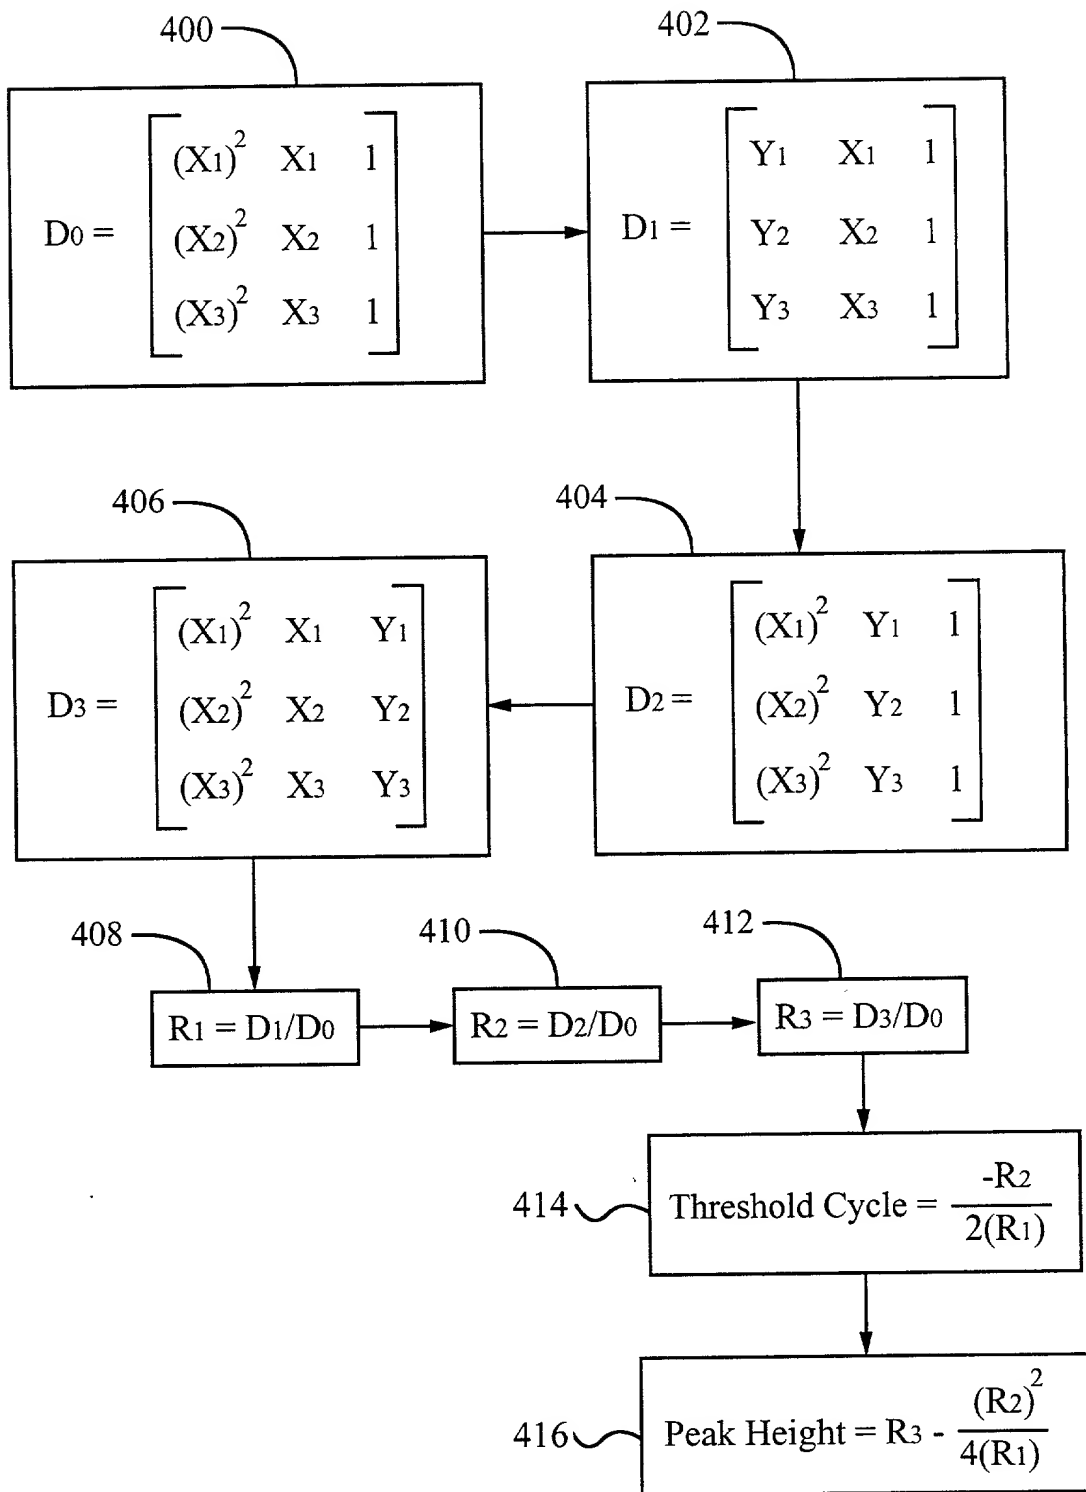 400
402
D0 =
(X1)² X1 1
(X2)² X2 1
(X3)² X3 1
D1 =
Y1 X1 1
Y2 X2 1
Y3 X3 1
406
404
D3 =
(X1)² X1 Y1
(X2)² X2 Y2
(X3)² X3 Y3
D2 =
(X1)² Y1 1
(X2)² Y2 1
(X3)² Y3 1
408
410
412
R1 = D1/D0
R2 = D2/D0
R3 = D3/D0
414
Threshold Cycle = -R2 / 2(R1)
416
Peak Height = R3 - (R2)² / 4(R1)